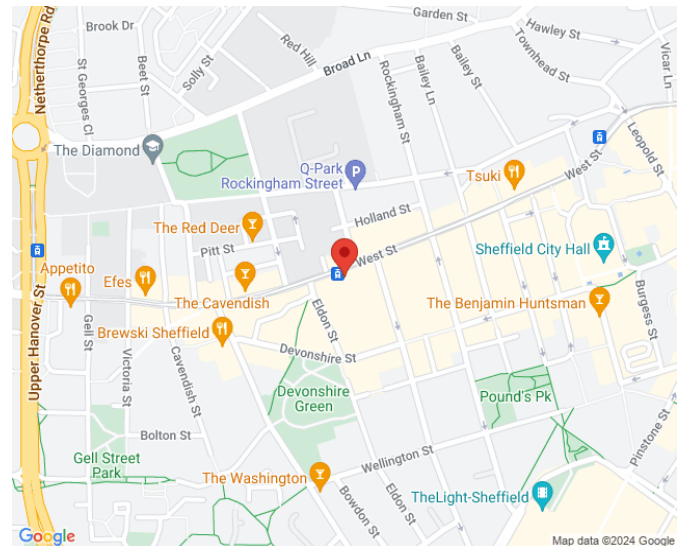 Garden St
Hawley St
Brook Dr
Netherthorpe Rd
Red Hill
Solly St
Beet St
St Georges Cl
Broad Ln
Rockingham St
Bailey Ln
Bailey St
Townhead St
Vicar Ln
The Diamond
Leopold St
Q-Park
Rockingham Street
P
Tsuki
West St
Holland St
The Red Deer
Pitt St
West St
Sheffield City Hall
Appetito
Efes
The Cavendish
The Benjamin Huntsman
Burgess St
Upper Hanover St
Gell St
Victoria St
Cavendish St
Brewski Sheffield
Eldon St
Devonshire St
Devonshire
Green
Pound's Pk
Pinstone St
Bolton St
Gell Street
Park
Wellington St
The Washington
Bowdon St
Eldon St
TheLight-Sheffield
Google
Map data ©2024 Google